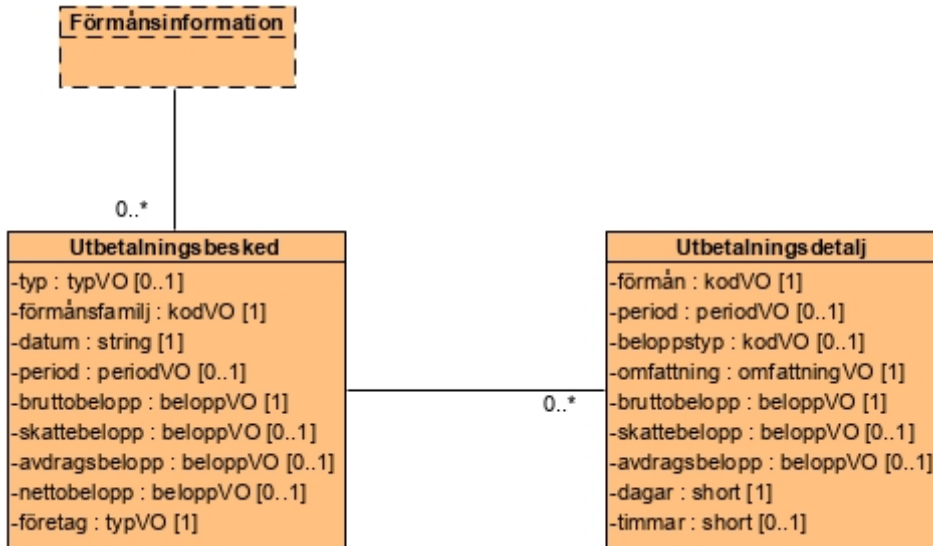 Förmånsinformation
0..*
Utbetalningsbesked
-typ : typVO [0..1]
-förmånsfamilj : kodVO [1]
-datum : string [1]
-period : periodVO [0..1]
-bruttobelopp : beloppVO [1]
-skattebelopp : beloppVO [0..1]
-avdragsbelopp : beloppVO [0..1]
-nettobelopp : beloppVO [0..1]
-företag : typVO [1]
0..*
Utbetalningsdetalj
-förmån : kodVO [1]
-period : periodVO [0..1]
-beloppstyp : kodVO [0..1]
-omfattning : omfattningVO [1]
-bruttobelopp : beloppVO [1]
-skattebelopp : beloppVO [0..1]
-avdragsbelopp : beloppVO [0..1]
-dagar : short [1]
-timmar : short [0..1]